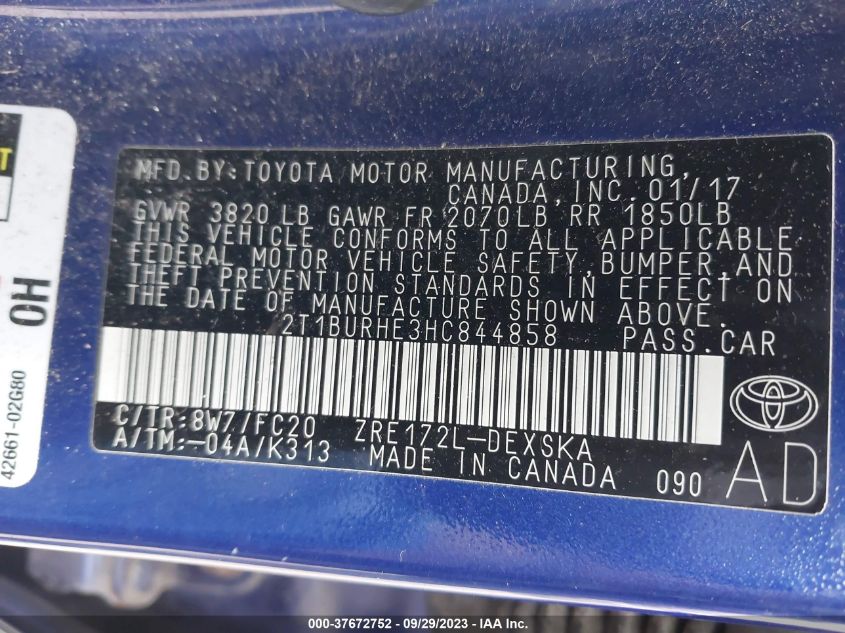 MFD.BY:TOYOTA MOTOR MANUFACTURING,
CANADA, INC. 01/17
GVWR 3820 LB GAWR FR 2070LB RR 1850LB
THIS VEHICLE CONFORMS TO ALL APPLICABLE
FEDERAL MOTOR VEHICLE SAFETY,BUMPER,AND
THEFT PREVENTION STANDARDS IN EFFECT ON
THE DATE OF MANUFACTURE SHOWN ABOVE.
2T1BURHE3HC844858 PASS.CAR
C/TR:8W7/FC20 ZRE172L-DEXSKA
A/TM:-04A/K313 MADE IN CANADA 090
AD
T
OH
42661-02G80
000-37672752 - 09/29/2023 - IAAI.com